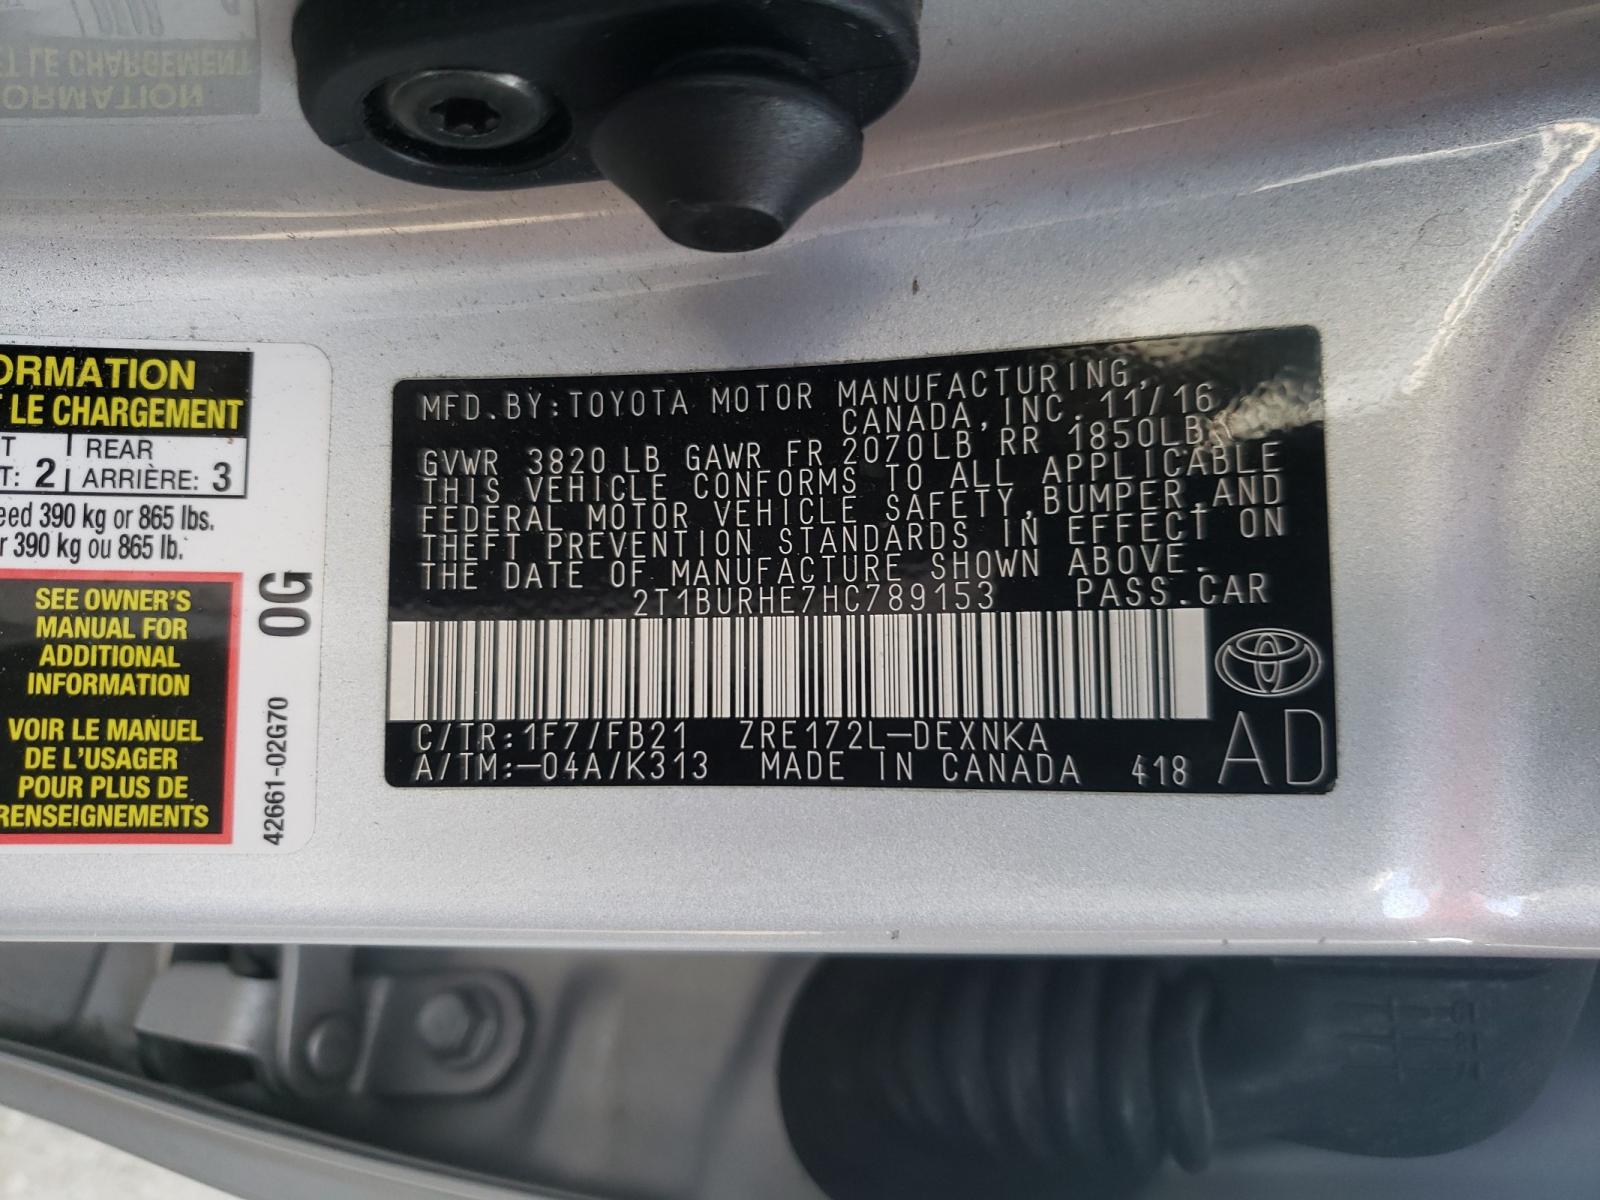 ET LE CHARGEMENT
ORMATION
ORMATION
T LE CHARGEMENT
T REAR
T: 2 ARRIÈRE: 3
eed 390 kg or 865 lbs.
r 390 kg ou 865 lb.
SEE OWNER'S
MANUAL FOR
ADDITIONAL
INFORMATION
VOIR LE MANUEL
DE L'USAGER
POUR PLUS DE
RENSEIGNEMENTS
0G
42661-02G70
MFD.BY:TOYOTA MOTOR MANUFACTURING,
CANADA,INC. 11/16
GVWR 3820 LB GAWR FR 2070LB RR 1850LBS
THIS VEHICLE CONFORMS TO ALL APPLICABLE
FEDERAL MOTOR VEHICLE SAFETY,BUMPER,AND
THEFT PREVENTION STANDARDS IN EFFECT ON
THE DATE OF MANUFACTURE SHOWN ABOVE.
2T1BURHE7HC789153 PASS.CAR
C/TR:1F7/FB21 ZRE172L-DEXNKA
A/TM:-04A/K313 MADE IN CANADA 418
AD